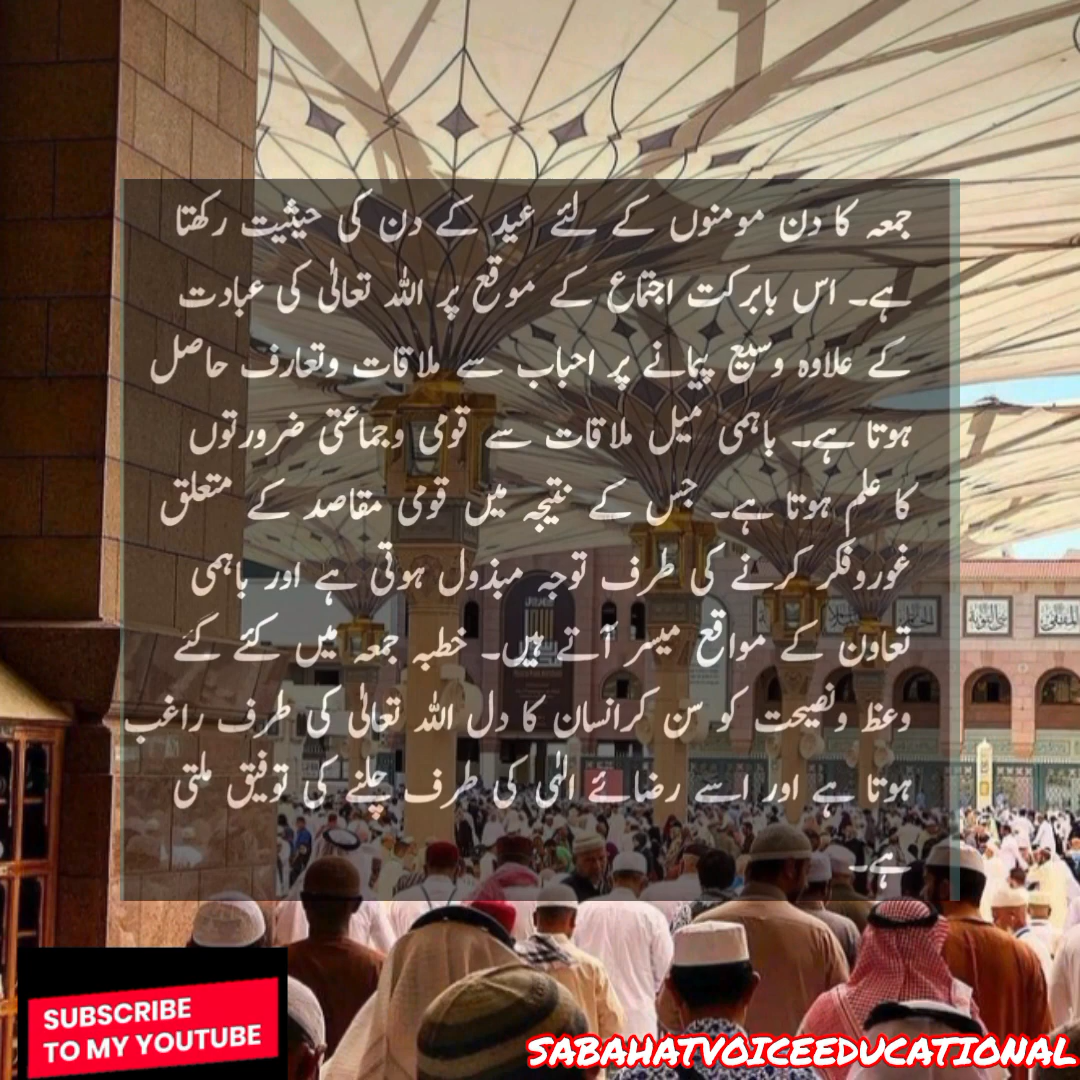 جمعہ کا دن مومنوں کے لئے عید کے دن کی حیثیت رکھتا
ہے۔ اس بابرکت اجتماع کے موقع پر اللہ تعالٰی کی عبادت
کے علاوہ وسیع پیمانے پر احباب سے ملاقات وتعارف حاصل
ہوتا ہے۔ باہمی میل ملاقات سے قومی وجماعتی ضرورتوں
کا علم ہوتا ہے۔ جس کے نتیجہ میں قومی مقاصد کے متعلق
غوروفکر کرنے کی طرف توجہ مبذول ہوتی ہے اور باہمی
تعاون کے مواقع میسر آتے ہیں۔ خطبہ جمعہ میں کئے گئے
وعظ ونصیحت کو سن کرانسان کا دل اللہ تعالٰی کی طرف راغب
ہوتا ہے اور اسے رضائے الٰہی کی طرف چلنے کی توفیق ملتی
ہے۔
SUBSCRIBE
TO MY YOUTUBE
SABAHATVOICEEDUCATIONAL